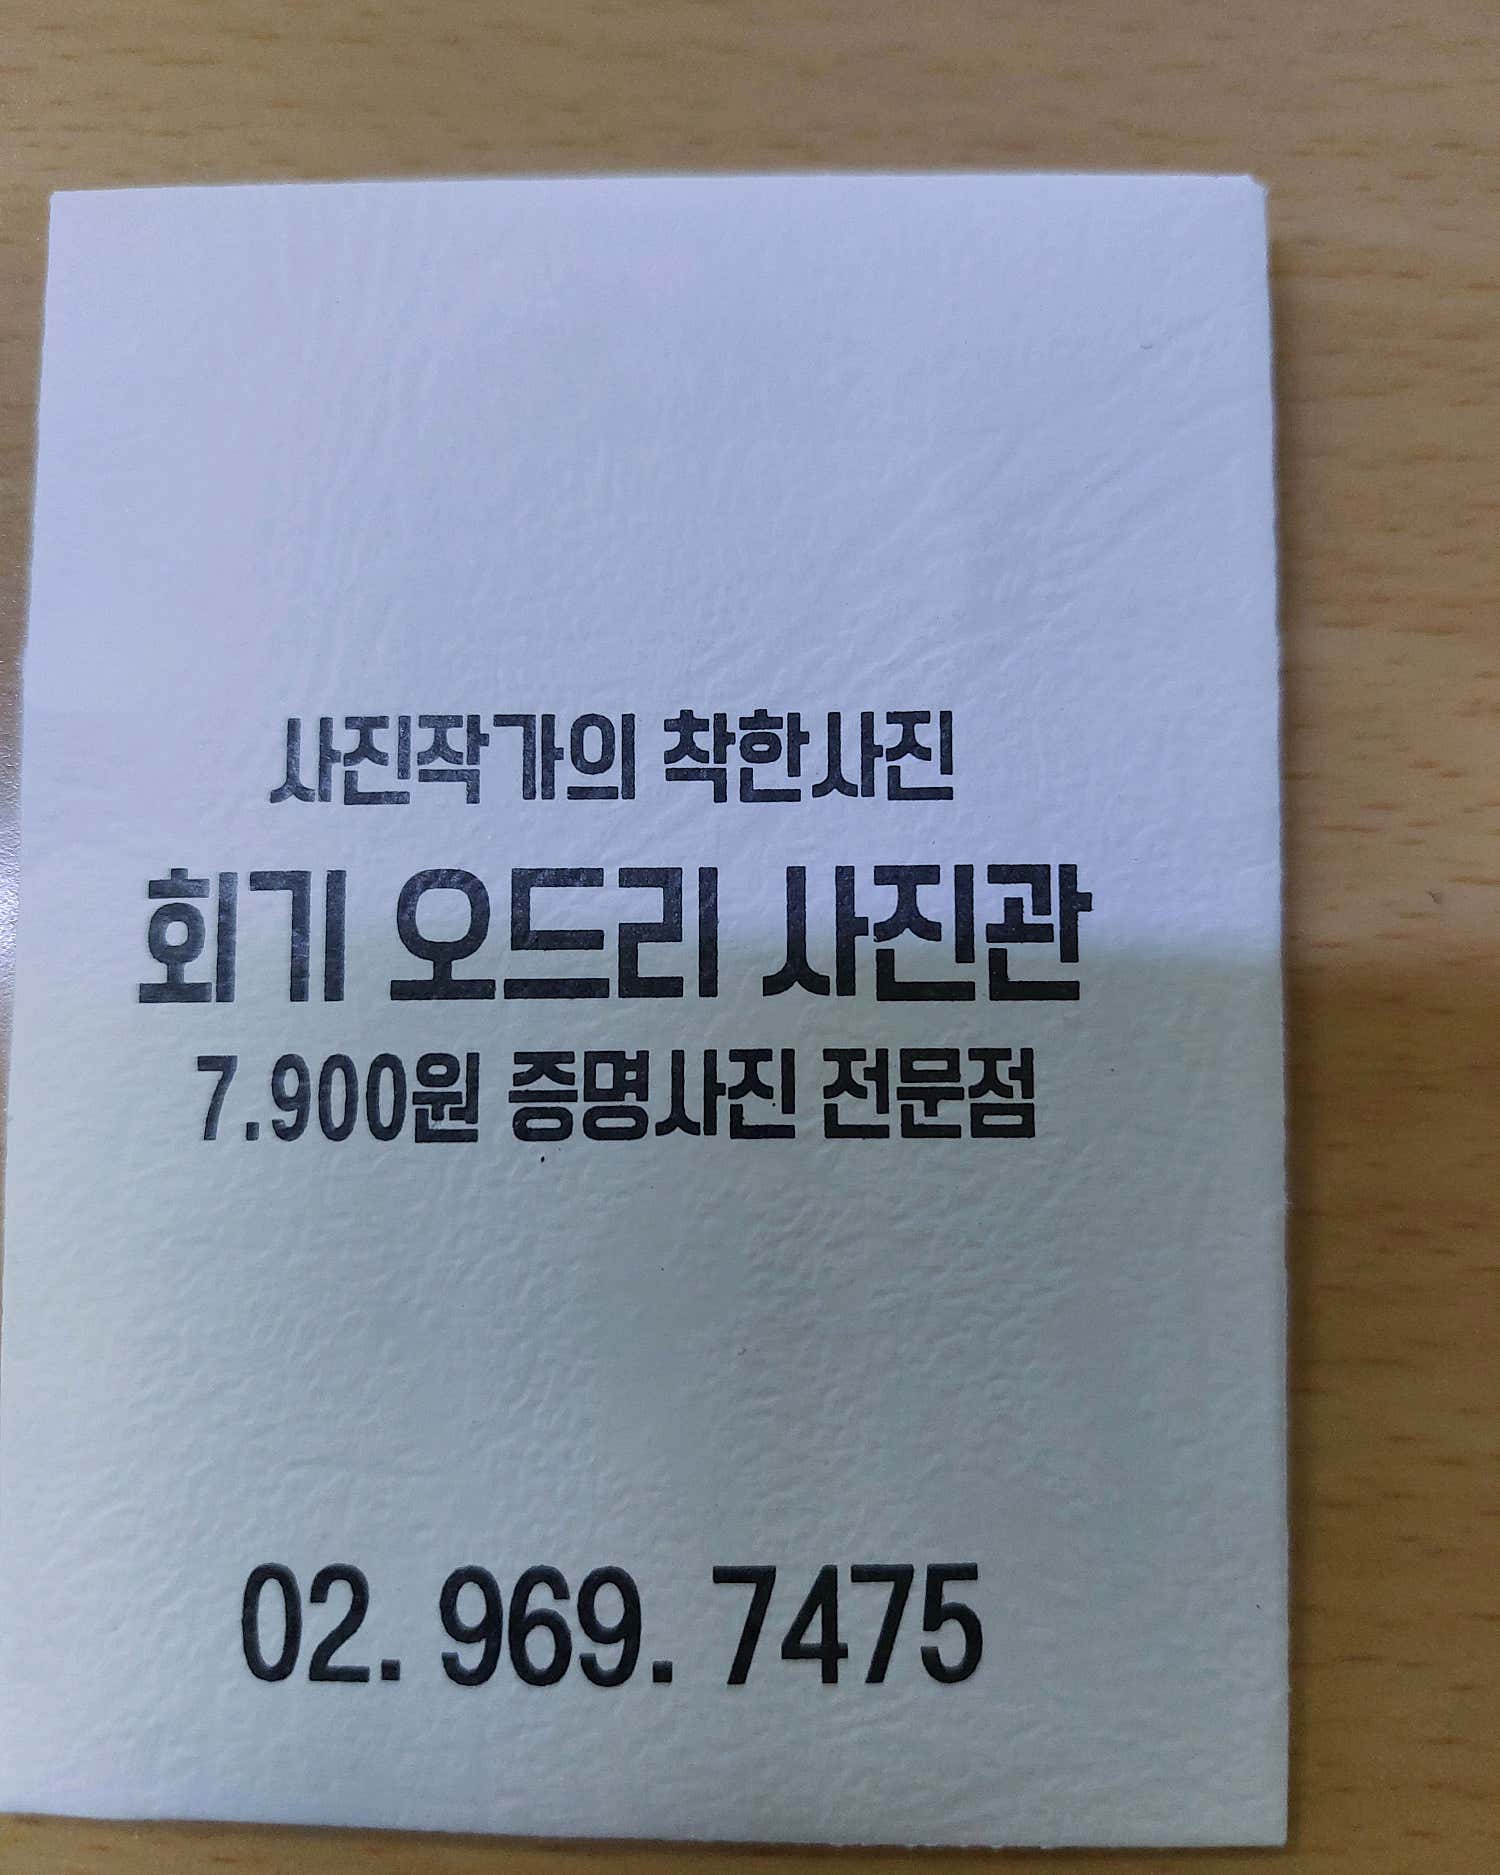 사진작가의 착한사진
회기 오드리 사진관
7.900원 증명사진 전문점
02. 969. 7475